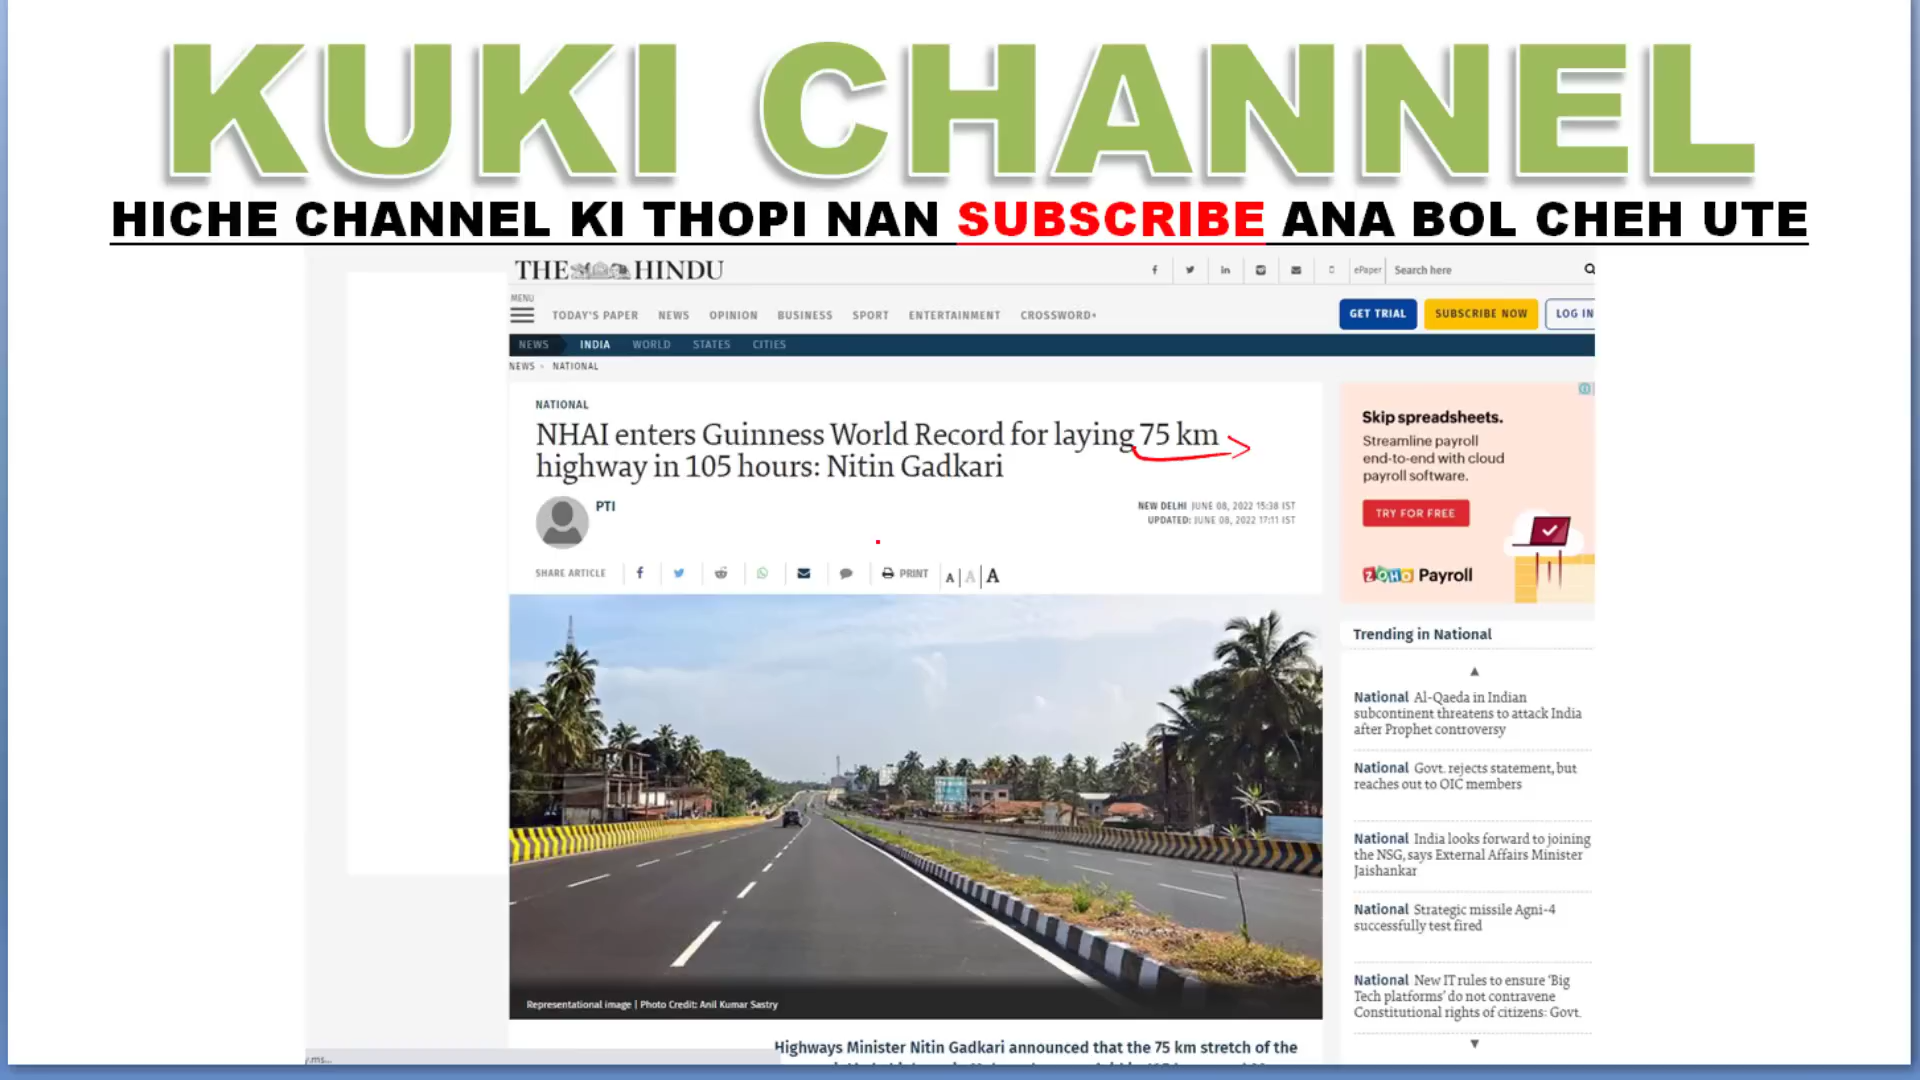 KUKI CHANNEL
HICHE CHANNEL KI THOPI NAN SUBSCRIBE ANA BOL CHEH UTE
THE HINDU
ePaper
Search here
MENU
TODAY'S PAPER NEWS OPINION BUSINESS SPORT ENTERTAINMENT CROSSWORD+
GET TRIAL SUBSCRIBE NOW LOG IN
NEWS INDIA WORLD STATES CITIES
NEWS NATIONAL
NATIONAL
NHAI enters Guinness World Record for laying 75 km
highway in 105 hours: Nitin Gadkari
PTI
NEW DELHI JUNE 08, 2022 15:38 IST
UPDATED: JUNE 08, 2022 17:11 IST
SHARE ARTICLE
PRINT
A | A | A
Representational image | Photo Credit: Anil Kumar Sastry
Highways Minister Nitin Gadkari announced that the 75 km stretch of the
Skip spreadsheets.
Streamline payroll
end-to-end with cloud
payroll software.
TRY FOR FREE
ZOHO Payroll
Trending in National
National Al-Qaeda in Indian
subcontinent threatens to attack India
after Prophet controversy
National Govt. rejects statement, but
reaches out to OIC members
National India looks forward to joining
the NSG, says External Affairs Minister
Jaishankar
National Strategic missile Agni-4
successfully test fired
National New IT rules to ensure 'Big
Tech platforms' do not contravene
Constitutional rights of citizens: Govt.